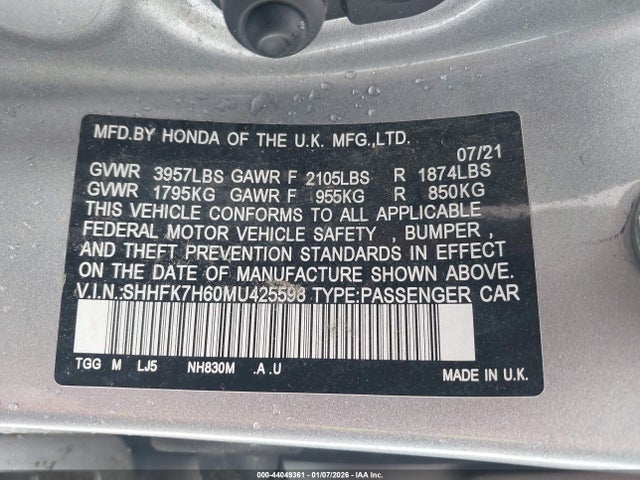 MFD.BY HONDA OF THE U.K. MFG.,LTD.
07/21
GVWR 3957LBS GAWR F 2105LBS R 1874LBS
GVWR 1795KG GAWR F 955KG R 850KG
THIS VEHICLE CONFORMS TO ALL APPLICABLE
FEDERAL MOTOR VEHICLE SAFETY , BUMPER ,
AND THEFT PREVENTION STANDARDS IN EFFECT
ON THE DATE OF MANUFACTURE SHOWN ABOVE.
V.I.N.:SHHFK7H60MU425598 TYPE:PASSENGER CAR
TGG M LJ5 NH830M .A .U
MADE IN U.K.
000-44049361 | 01/07/2026 - IAA Corp.